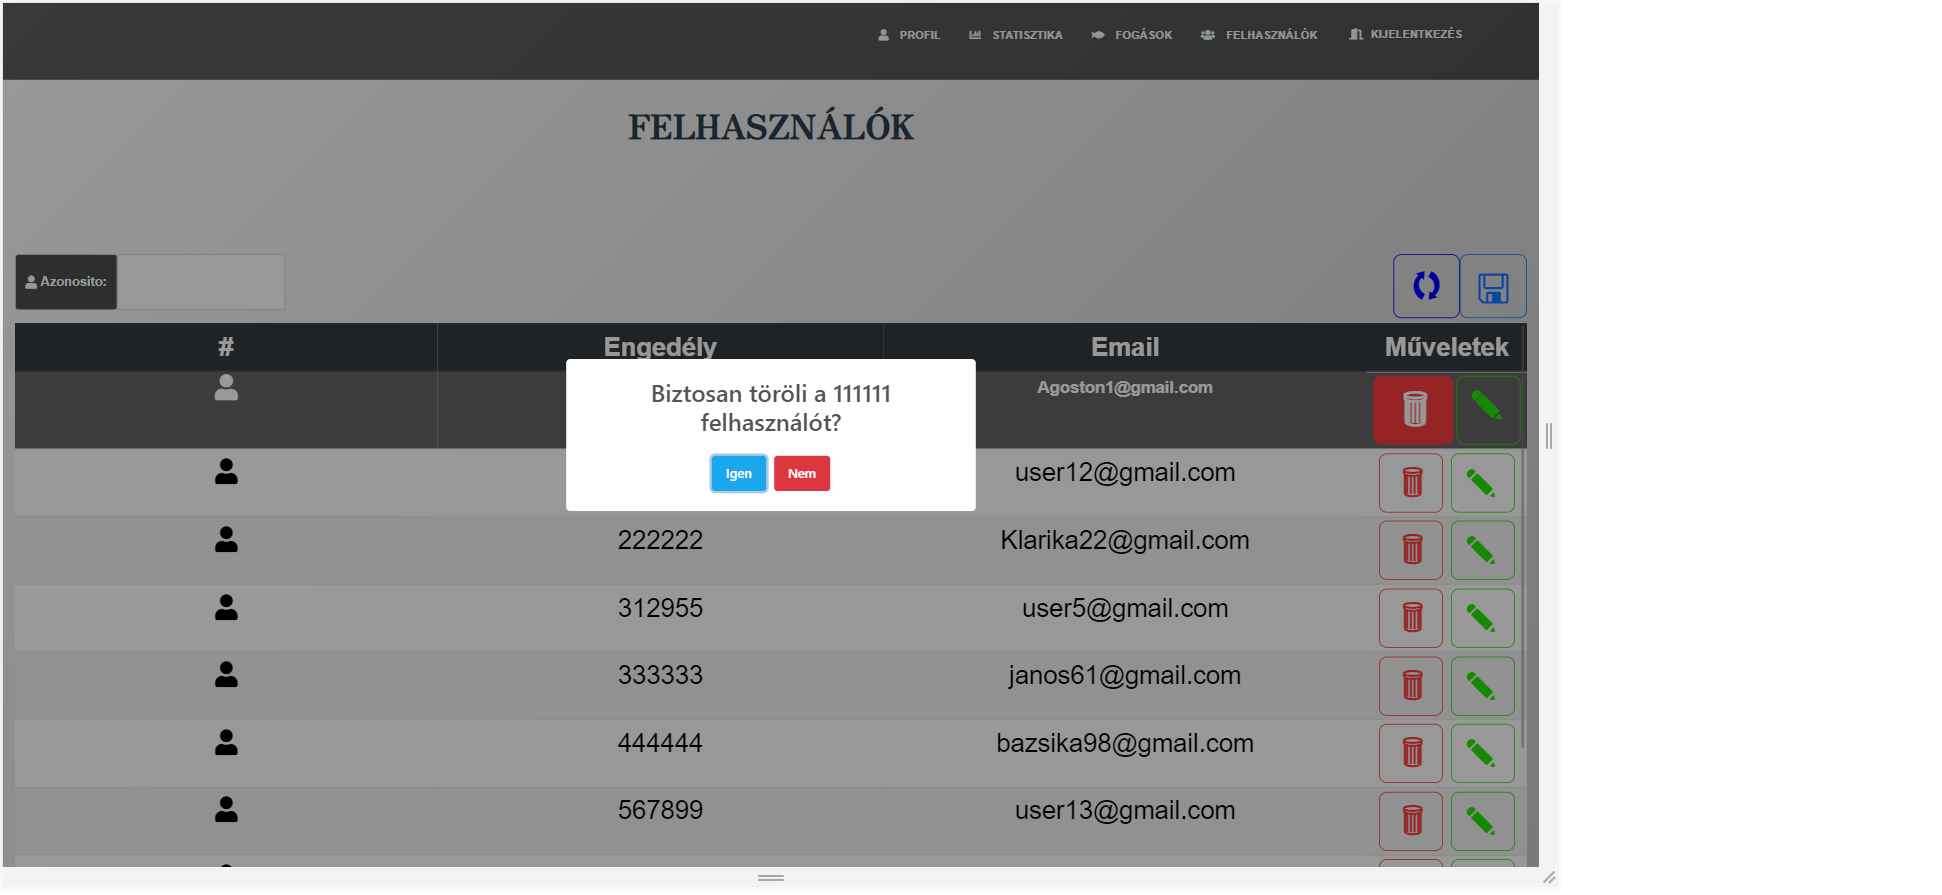 PROFIL STATISZTIKA FOGÁSOK FELHASZNÁLÓK KIJELENTKEZÉS
FELHASZNÁLÓK
Azonosito:
# Engedély Email Műveletek
Agoston1@gmail.com
Biztosan töröli a 111111
felhasználót?
Igen Nem
user12@gmail.com
222222 Klarika22@gmail.com
312955 user5@gmail.com
333333 janos61@gmail.com
444444 bazsika98@gmail.com
567899 user13@gmail.com